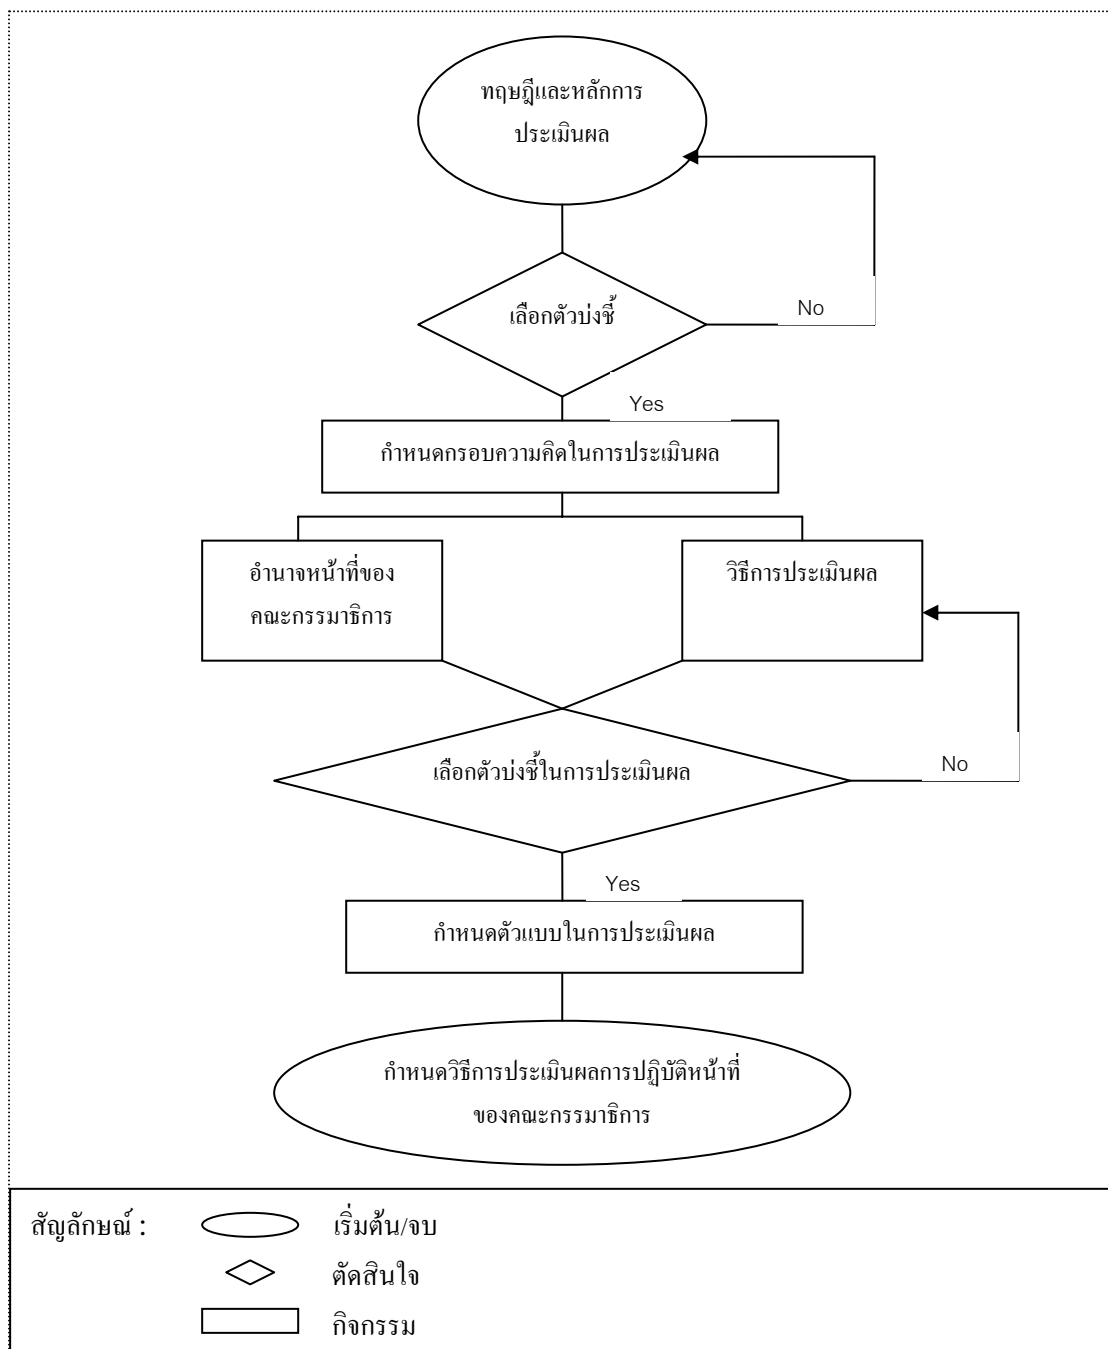 ทฤษฎีและหลักการ
ประเมินผล
เลือกตัวบ่งชี้
No
Yes
กำหนดกรอบความคิดในการประเมินผล
อำนาจหน้าที่ของ
คณะกรรมาธิการ
วิธีการประเมินผล
เลือกตัวบ่งชี้ในการประเมินผล
No
Yes
กำหนดตัวแบบในการประเมินผล
กำหนดวิธีการประเมินผลการปฏิบัติหน้าที่
ของคณะกรรมาธิการ
สัญลักษณ์ : เริ่มต้น/จบ
ตัดสินใจ
กิจกรรม